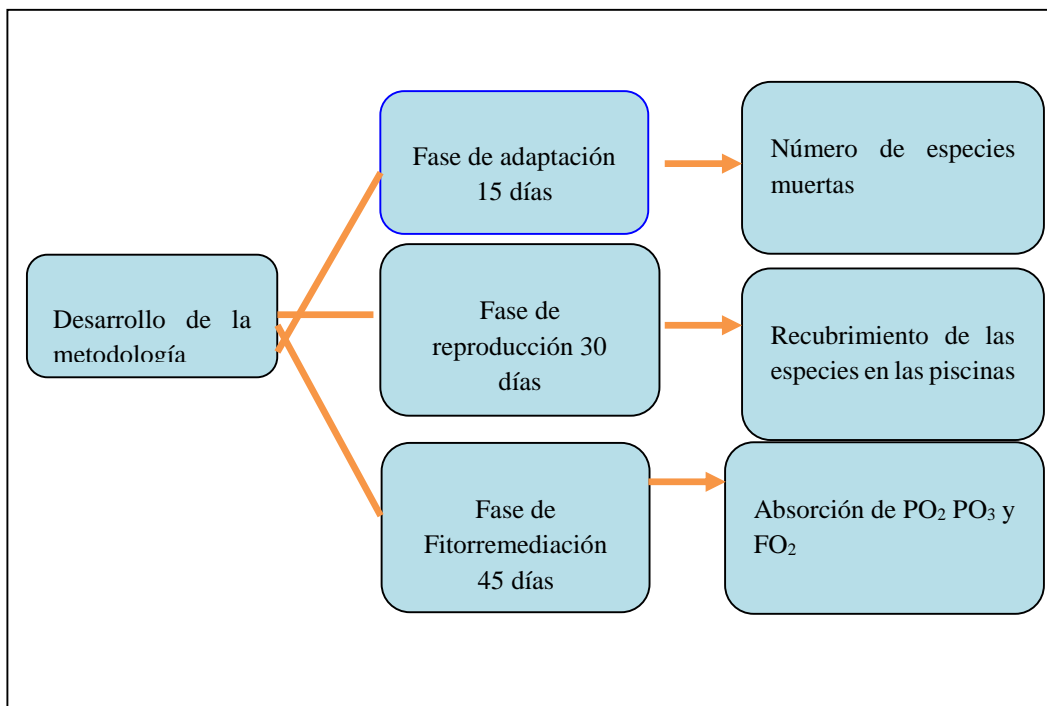 Desarrollo de la
metodología
Fase de adaptación
15 días
Número de especies
muertas
Fase de
reproducción 30
días
Recubrimiento de las
especies en las piscinas
Fase de
Fitorremediación
45 días
Absorción de PO₂ PO₃ y
FO₂